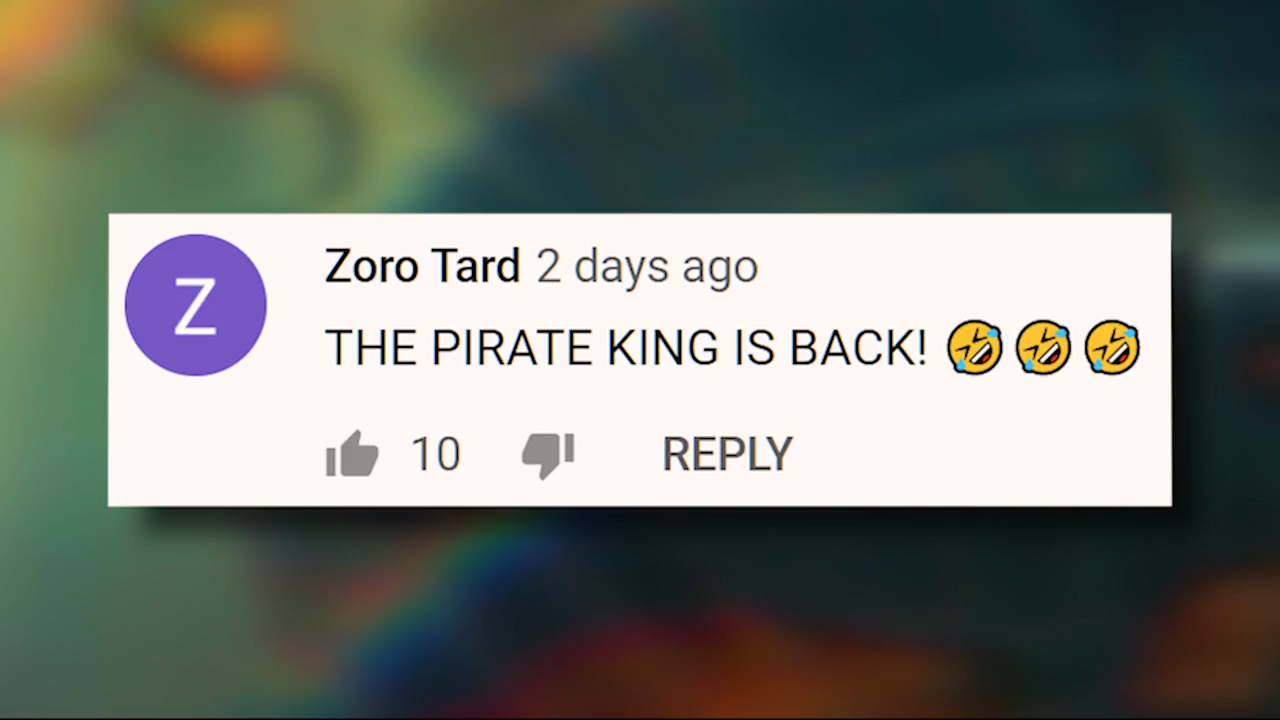 Z
Zoro Tard 2 days ago
THE PIRATE KING IS BACK! 🤣🤣🤣
10 REPLY